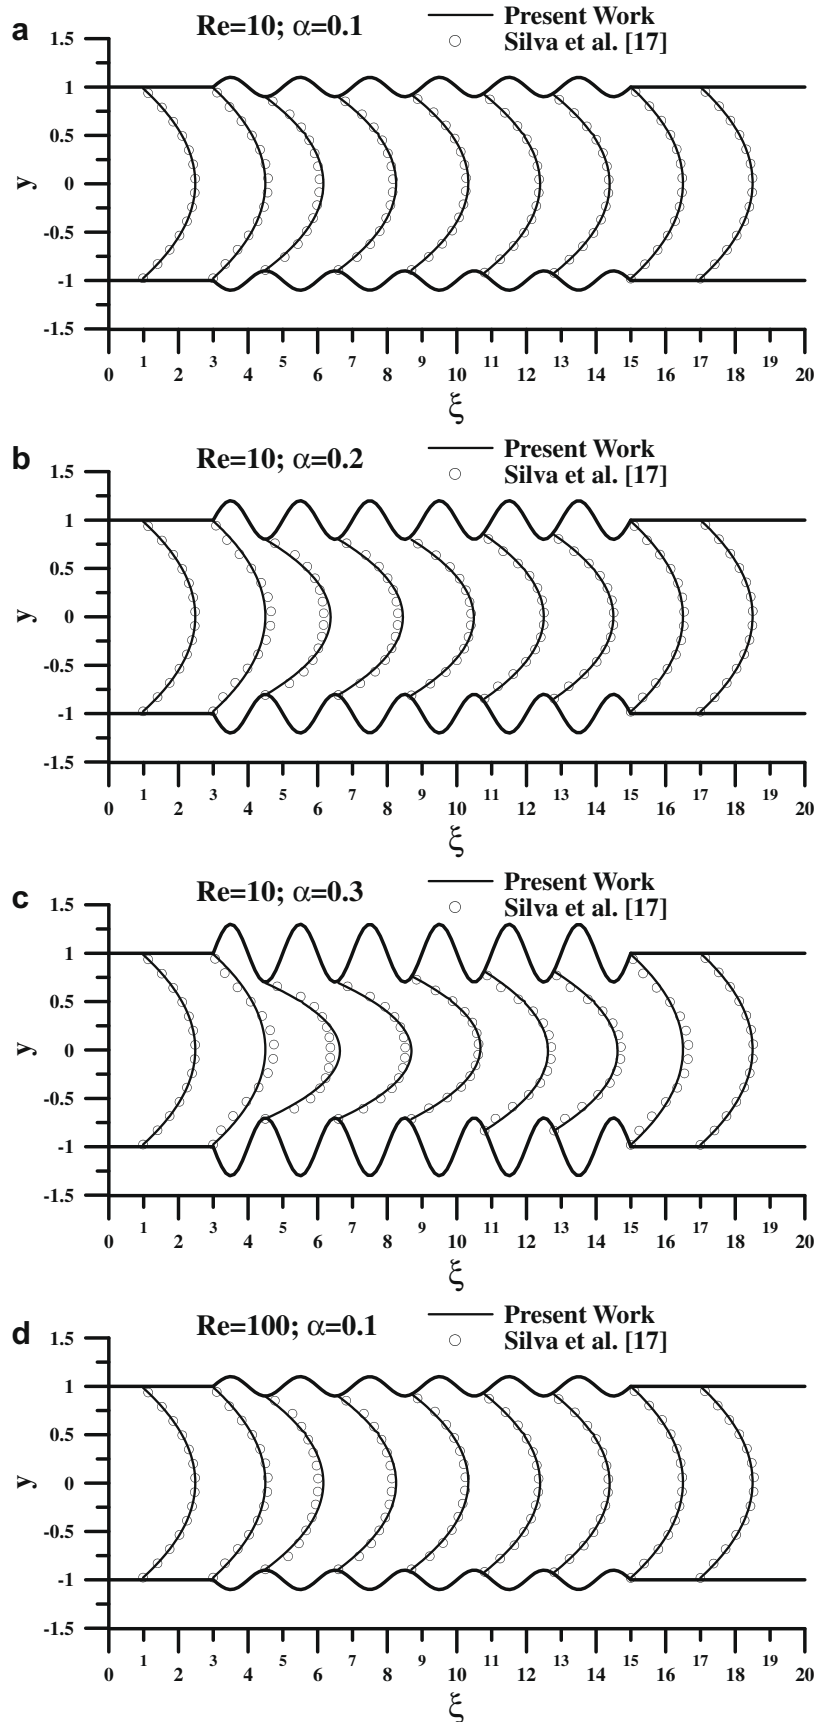 a
Re=10; α=0.1
Present Work
Silva et al. [17]
1.5
1
0.5
0
-0.5
-1
-1.5
y
0 1 2 3 4 5 6 7 8 9 10 11 12 13 14 15 16 17 18 19 20
ξ
b
Re=10; α=0.2
Present Work
Silva et al. [17]
1.5
1
0.5
0
-0.5
-1
-1.5
y
0 1 2 3 4 5 6 7 8 9 10 11 12 13 14 15 16 17 18 19 20
ξ
c
Re=10; α=0.3
Present Work
Silva et al. [17]
1.5
1
0.5
0
-0.5
-1
-1.5
y
0 1 2 3 4 5 6 7 8 9 10 11 12 13 14 15 16 17 18 19 20
ξ
d
Re=100; α=0.1
Present Work
Silva et al. [17]
1.5
1
0.5
0
-0.5
-1
-1.5
y
0 1 2 3 4 5 6 7 8 9 10 11 12 13 14 15 16 17 18 19 20
ξ